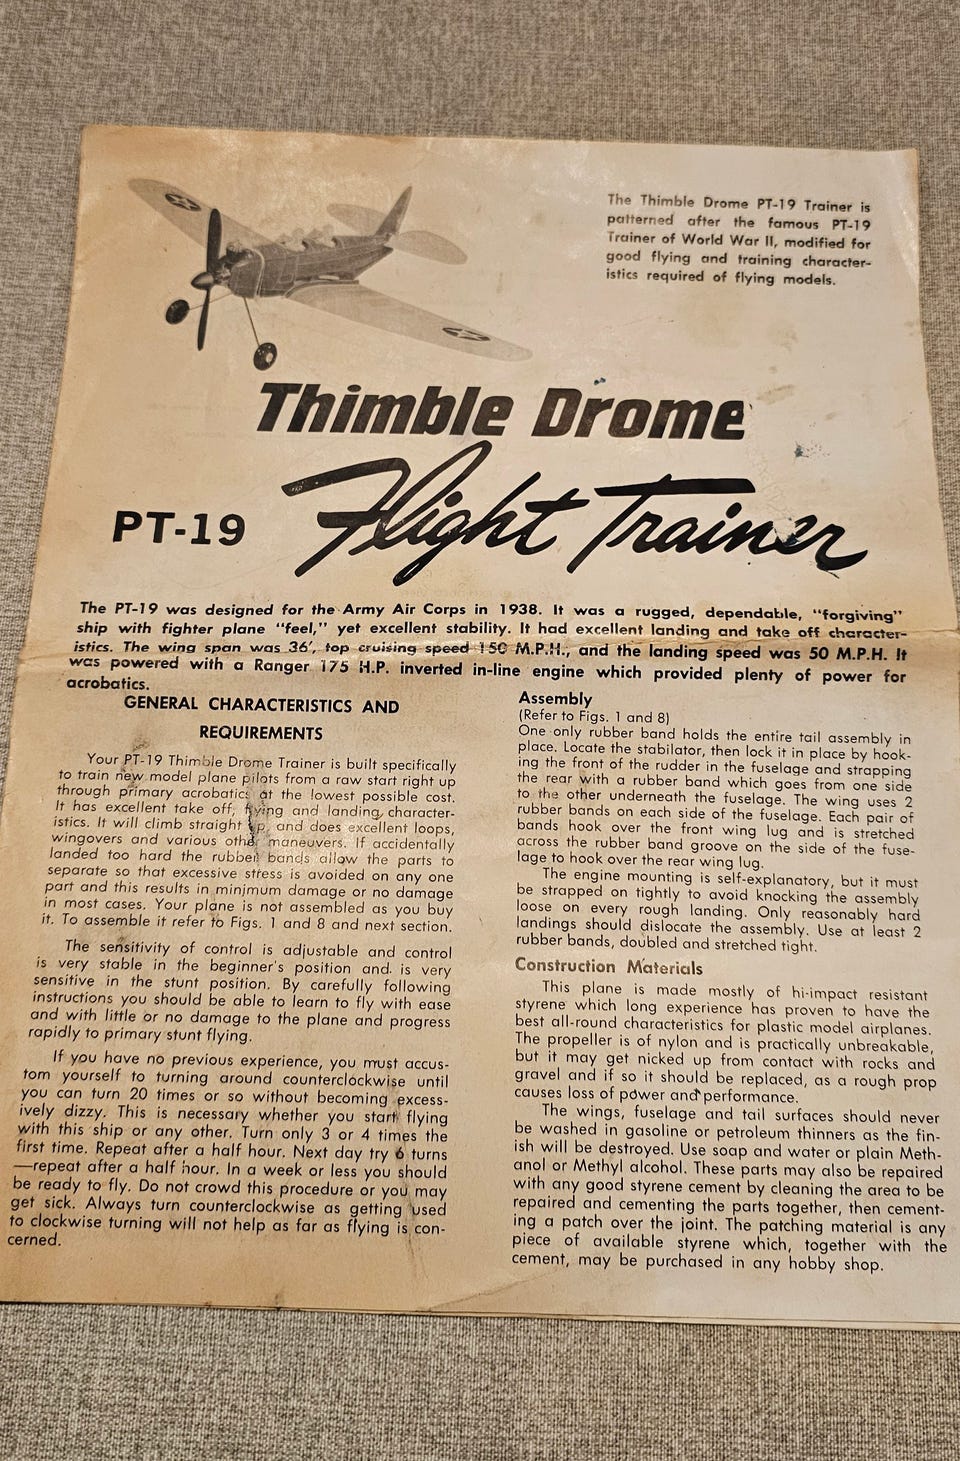 The Thimble Drome PT-19 Trainer is
patterned after the famous PT-19
Trainer of World War II, modified for
good flying and training character-
istics required of flying models.
Thimble Drome
PT-19 Flight Trainer
The PT-19 was designed for the Army Air Corps in 1938. It was a rugged, dependable, "forgiving"
ship with fighter plane "feel," yet excellent stability. It had excellent landing and take off character-
istics. The wing span was 36', top cruising speed 150 M.P.H., and the landing speed was 50 M.P.H. It
was powered with a Ranger 175 H.P. inverted in-line engine which provided plenty of power for
acrobatics.
GENERAL CHARACTERISTICS AND
REQUIREMENTS
Your PT-19 Thimble Drome Trainer is built specifically
to train new model plane pilots from a raw start right up
through primary acrobatics at the lowest possible cost.
It has excellent take off, flying and landing character-
istics. It will climb straight up and does excellent loops,
wingovers and various other maneuvers. If accidentally
landed too hard the rubber bands allow the parts to
separate so that excessive stress is avoided on any one
part and this results in minimum damage or no damage
in most cases. Your plane is not assembled as you buy
it. To assemble it refer to Figs. 1 and 8 and next section.
The sensitivity of control is adjustable and control
is very stable in the beginner's position and is very
sensitive in the stunt position. By carefully following
instructions you should be able to learn to fly with ease
and with little or no damage to the plane and progress
rapidly to primary stunt flying.
If you have no previous experience, you must accus-
tom yourself to turning around counterclockwise until
you can turn 20 times or so without becoming excess-
ively dizzy. This is necessary whether you start flying
with this ship or any other. Turn only 3 or 4 times the
first time. Repeat after a half hour. Next day try 6 turns
—repeat after a half hour. In a week or less you should
be ready to fly. Do not crowd this procedure or you may
get sick. Always turn counterclockwise as getting used
to clockwise turning will not help as far as flying is con-
cerned.
Assembly
(Refer to Figs. 1 and 8)
One only rubber band holds the entire tail assembly in
place. Locate the stabilator, then lock it in place by hook-
ing the front of the rudder in the fuselage and strapping
the rear with a rubber band which goes from one side
to the other underneath the fuselage. The wing uses 2
rubber bands on each side of the fuselage. Each pair of
bands hook over the front wing lug and is stretched
across the rubber band groove on the side of the fuse-
lage to hook over the rear wing lug.
The engine mounting is self-explanatory, but it must
be strapped on tightly to avoid knocking the assembly
loose on every rough landing. Only reasonably hard
landings should dislocate the assembly. Use at least 2
rubber bands, doubled and stretched tight.
Construction Materials
This plane is made mostly of hi-impact resistant
styrene which long experience has proven to have the
best all-round characteristics for plastic model airplanes.
The propeller is of nylon and is practically unbreakable,
but it may get nicked up from contact with rocks and
gravel and if so it should be replaced, as a rough prop
causes loss of power and performance.
The wings, fuselage and tail surfaces should never
be washed in gasoline or petroleum thinners as the fin-
ish will be destroyed. Use soap and water or plain Meth-
anol or Methyl alcohol. These parts may also be repaired
with any good styrene cement by cleaning the area to be
repaired and cementing the parts together, then cement-
ing a patch over the joint. The patching material is any
piece of available styrene which, together with the
cement, may be purchased in any hobby shop.